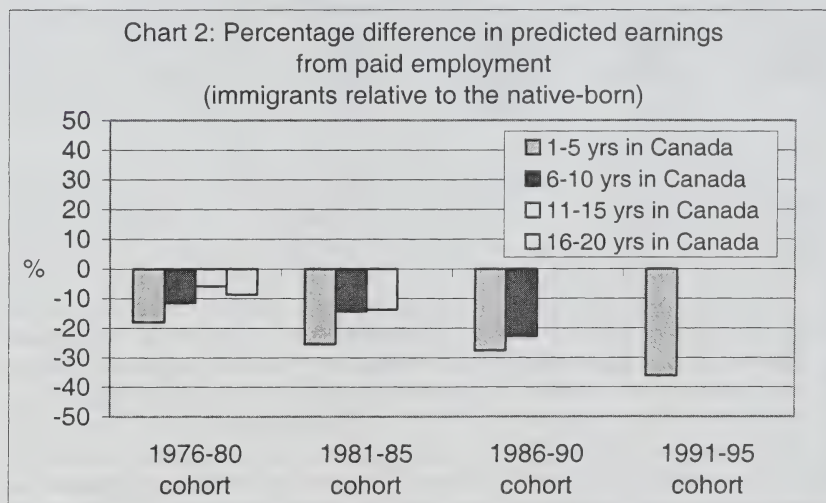 Chart 2: Percentage difference in predicted earnings
from paid employment
(immigrants relative to the native-born)
50
40
30
20
10
0
-10
-20
-30
-40
-50
%
1-5 yrs in Canada
6-10 yrs in Canada
11-15 yrs in Canada
16-20 yrs in Canada
1976-80 1981-85 1986-90 1991-95
cohort cohort cohort cohort